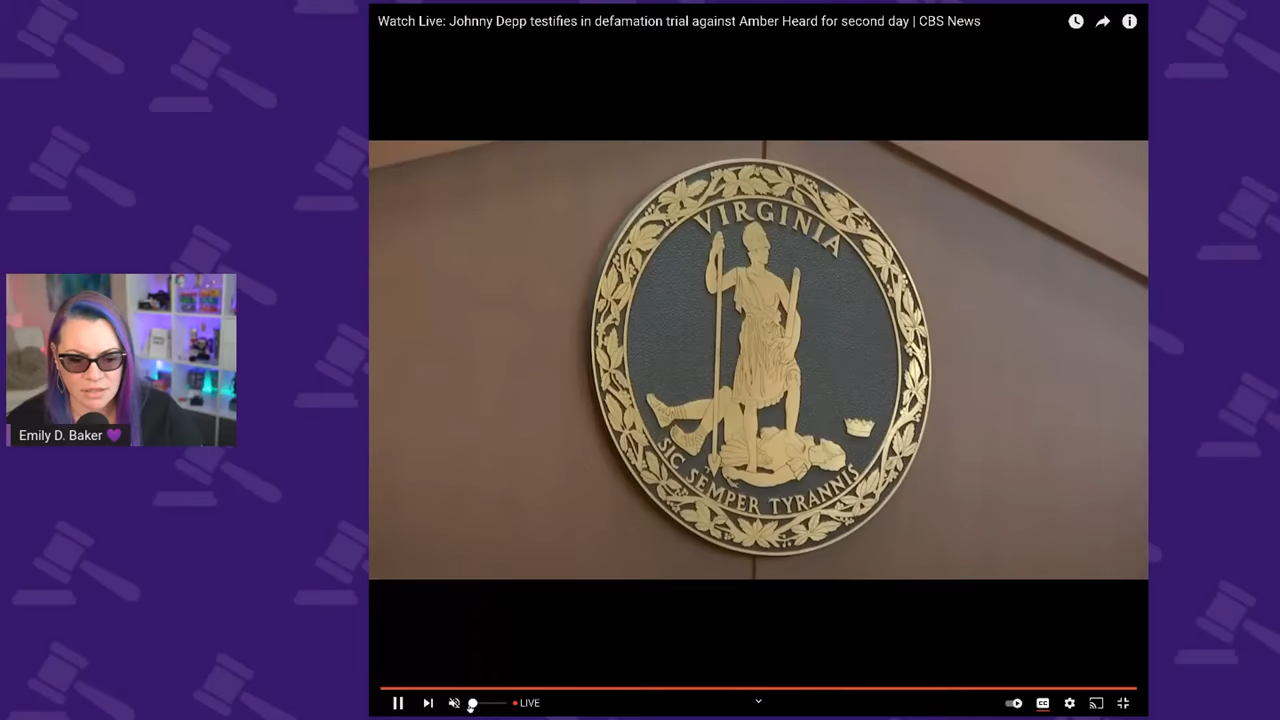 Watch Live: Johnny Depp testifies in defamation trial against Amber Heard for second day | CBS News
VIRGINIA
SIC SEMPER TYRANNIS
Emily D. Baker 💜
LIVE
CC